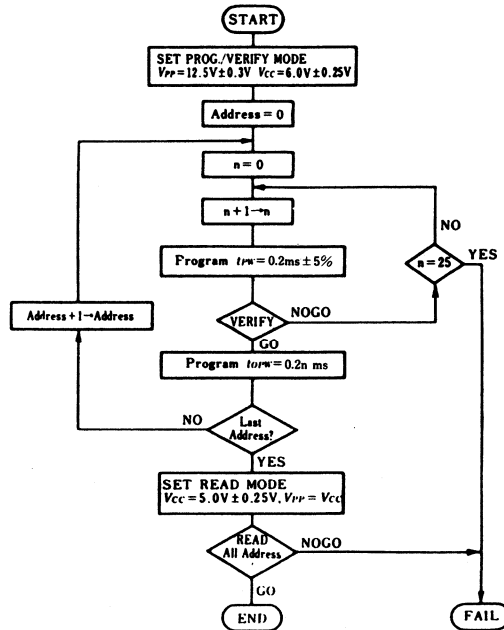 START
SET PROG./VERIFY MODE
VPP=12.5V±0.3V VCC=6.0V±0.25V
Address=0
n=0
n+1→n
NO
YES
Program tPW=0.2ms±5%
n=25
Address+1→Address
VERIFY
NOGO
GO
Program tOPW=0.2n ms
NO
Last
Address?
YES
SET READ MODE
VCC=5.0V±0.25V, VPP=VCC
READ
All Address
NOGO
GO
END
FAIL